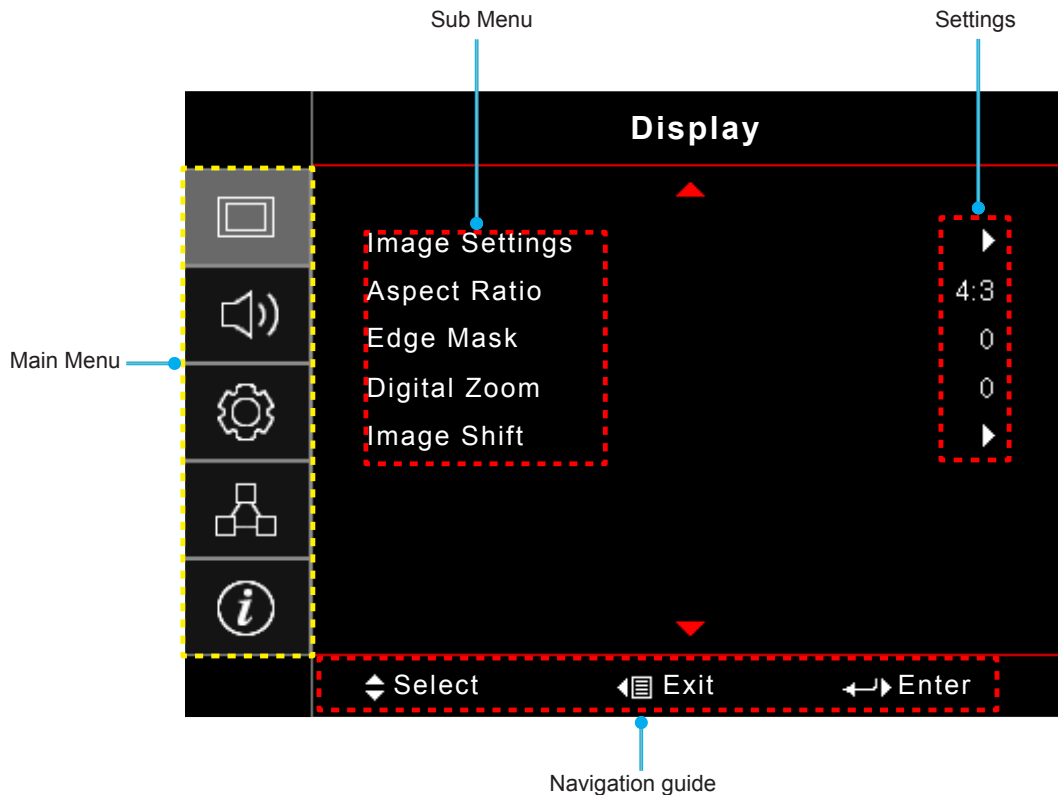 Sub Menu
Settings
Display
Image Settings
Aspect Ratio 4:3
Edge Mask 0
Digital Zoom 0
Image Shift
Main Menu
Select Exit Enter
Navigation guide